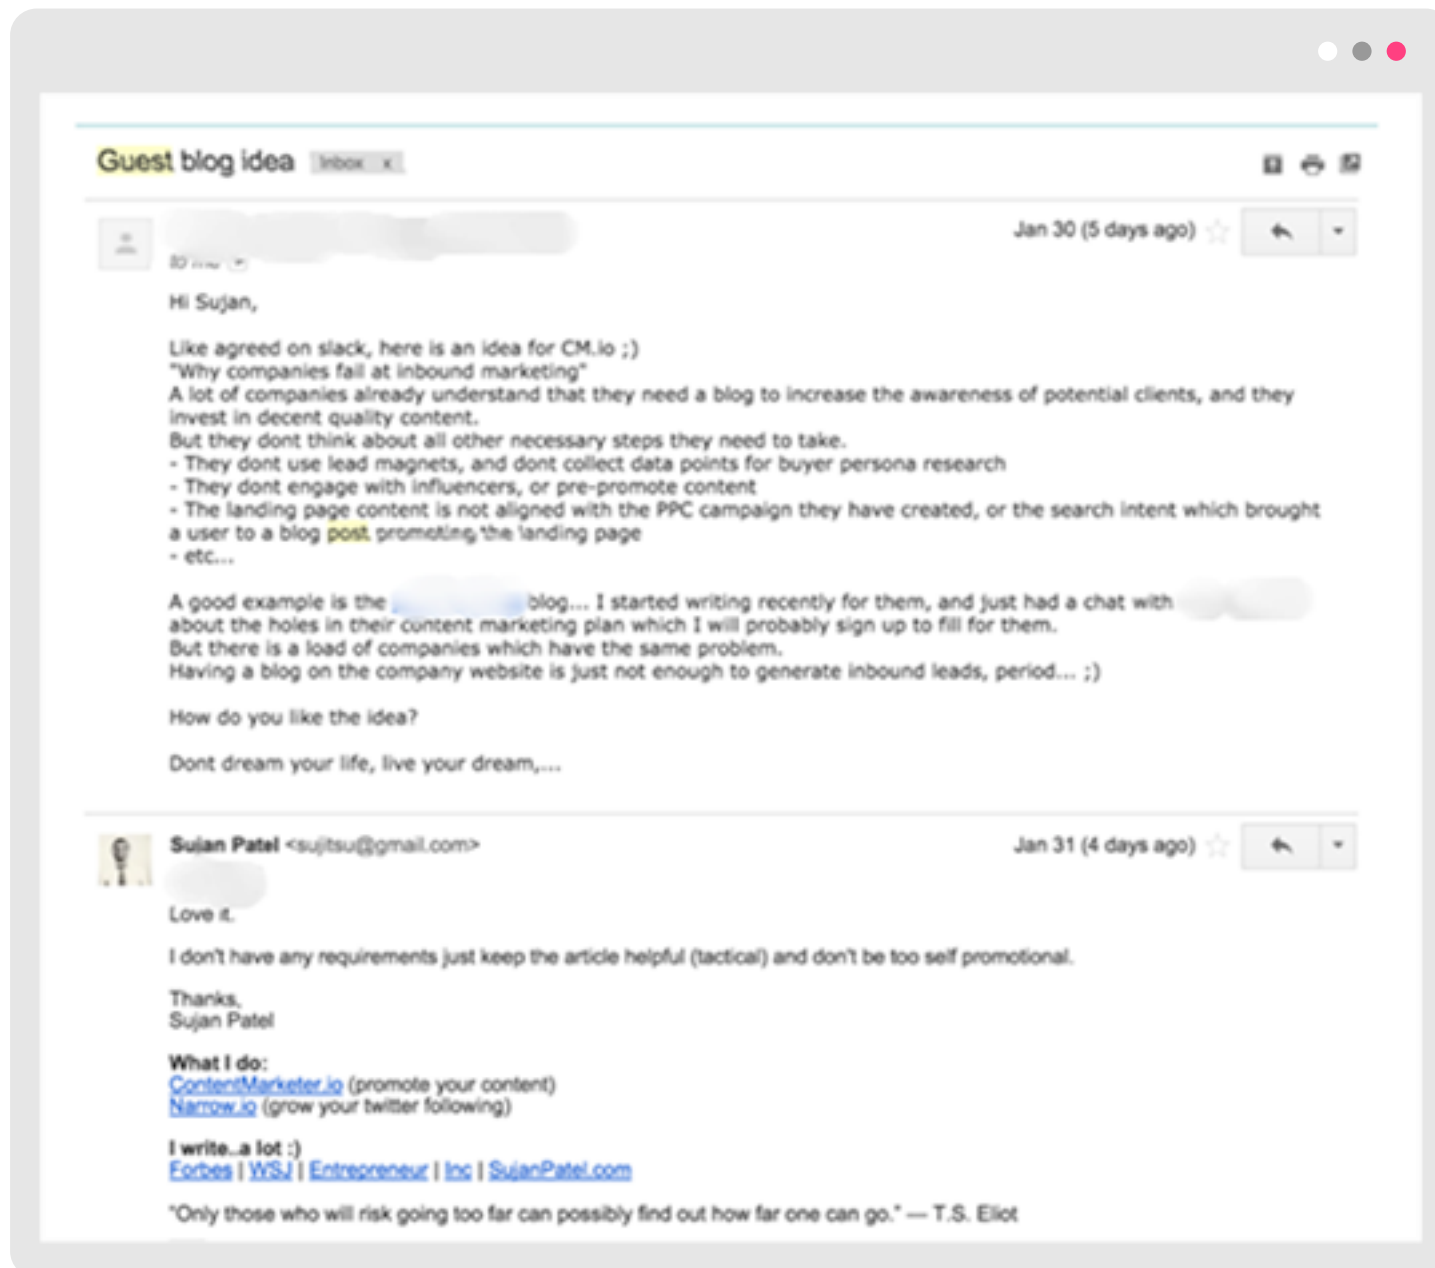 Guest blog idea Inbox x
Jan 30 (5 days ago)
to me
Hi Sujan,
Like agreed on slack, here is an idea for CM.io ;)
"Why companies fail at inbound marketing"
A lot of companies already understand that they need a blog to increase the awareness of potential clients, and they
invest in decent quality content.
But they dont think about all other necessary steps they need to take.
- They dont use lead magnets, and dont collect data points for buyer persona research
- They dont engage with influencers, or pre-promote content
- The landing page content is not aligned with the PPC campaign they have created, or the search intent which brought
a user to a blog post promoting the landing page
- etc...
A good example is the blog... I started writing recently for them, and just had a chat with
about the holes in their content marketing plan which I will probably sign up to fill for them.
But there is a load of companies which have the same problem.
Having a blog on the company website is just not enough to generate inbound leads, period... ;)
How do you like the idea?
Dont dream your life, live your dream,...
Sujan Patel <sujitsu@gmail.com> Jan 31 (4 days ago)
Love it.
I don't have any requirements just keep the article helpful (tactical) and don't be too self promotional.
Thanks,
Sujan Patel
What I do:
ContentMarketer.io (promote your content)
Narrow.io (grow your twitter following)
I write..a lot :)
Forbes | WSJ | Entrepreneur | Inc | SujanPatel.com
"Only those who will risk going too far can possibly find out how far one can go." — T.S. Eliot